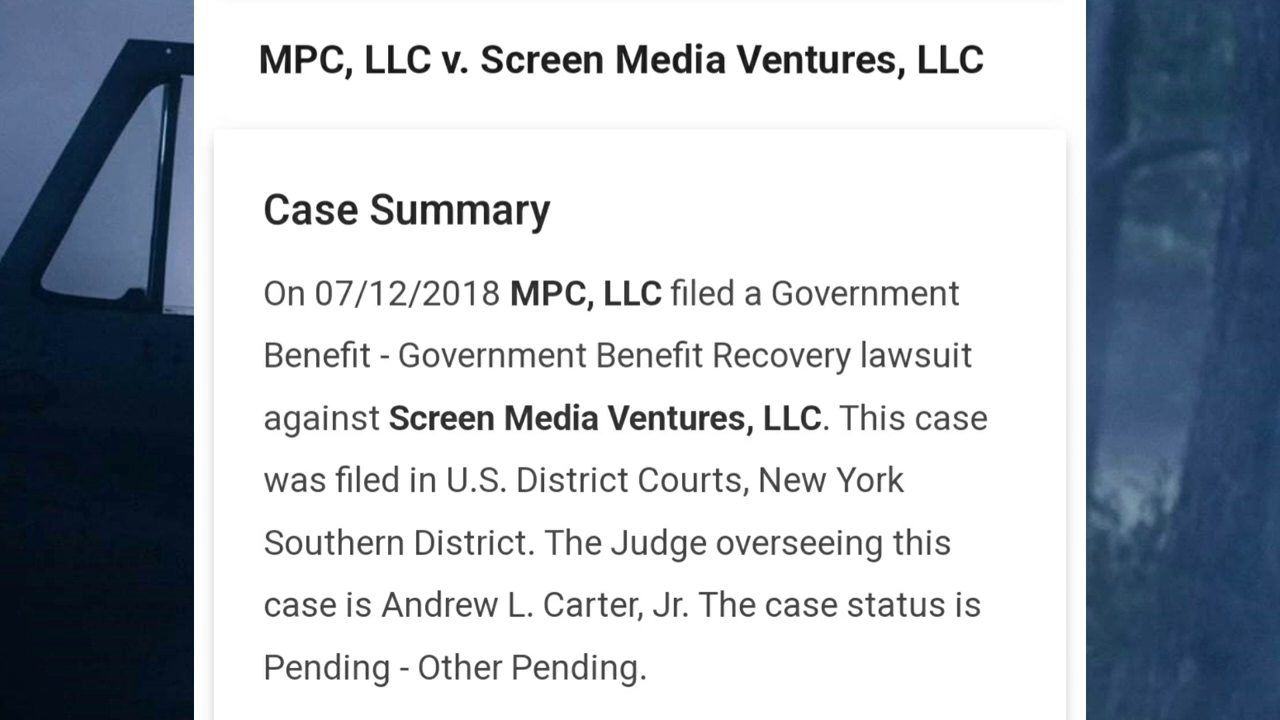 MPC, LLC v. Screen Media Ventures, LLC
Case Summary
On 07/12/2018 MPC, LLC filed a Government
Benefit - Government Benefit Recovery lawsuit
against Screen Media Ventures, LLC. This case
was filed in U.S. District Courts, New York
Southern District. The Judge overseeing this
case is Andrew L. Carter, Jr. The case status is
Pending - Other Pending.